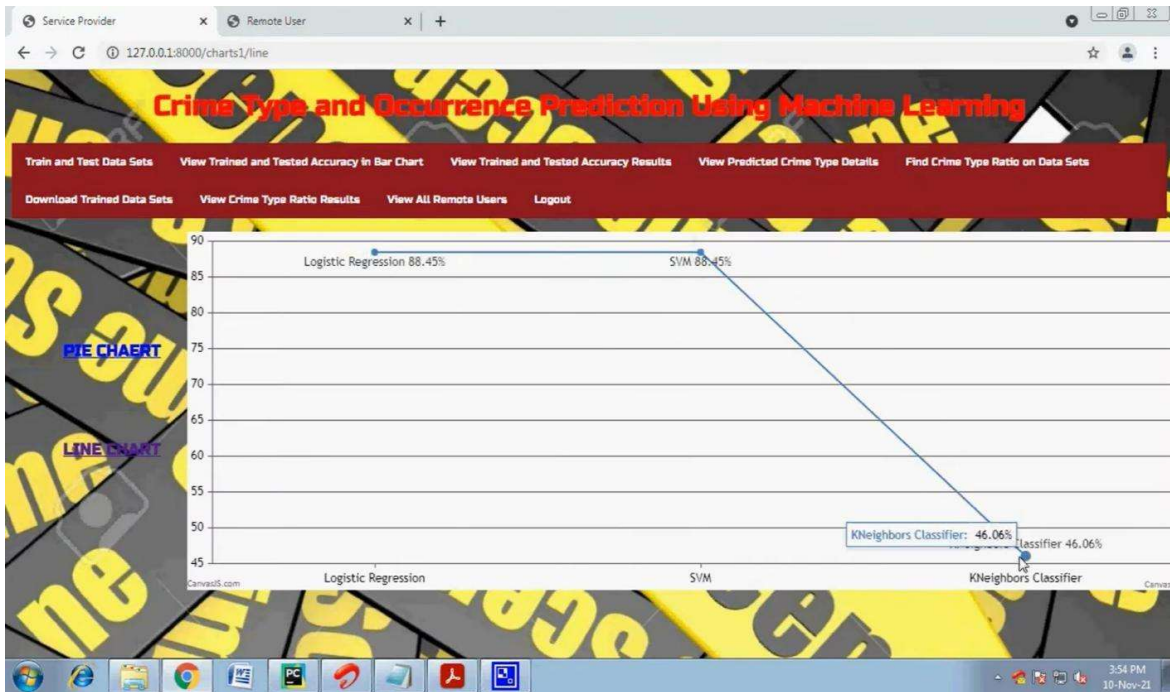 Service Provider
Remote User
127.0.0.1:8000/charts1/line
Crime Type and Occurrence Prediction Using Machine Learning
Train and Test Data Sets View Trained and Tested Accuracy in Bar Chart View Trained and Tested Accuracy Results View Predicted Crime Type Details Find Crime Type Ratio on Data Sets
Download Trained Data Sets View Crime Type Ratio Results View All Remote Users Logout
PIE CHAERT
LINE CHART
90
85
80
75
70
65
60
55
50
45
Logistic Regression 88.45%
SVM 88.45%
KNeighbors Classifier: 46.06%
Classifier 46.06%
Logistic Regression SVM KNeighbors Classifier
CanvasJS.com
3:54 PM
10-Nov-21